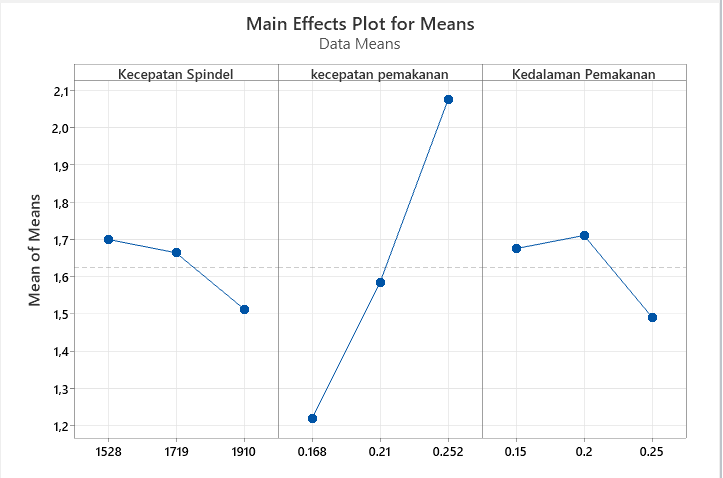 Main Effects Plot for Means
Data Means
Kecepatan Spindel
kecepatan pemakanan
Kedalaman Pemakanan
Mean of Means
2,1
2,0
1,9
1,8
1,7
1,6
1,5
1,4
1,3
1,2
1528 1719 1910 0.168 0.21 0.252 0.15 0.2 0.25